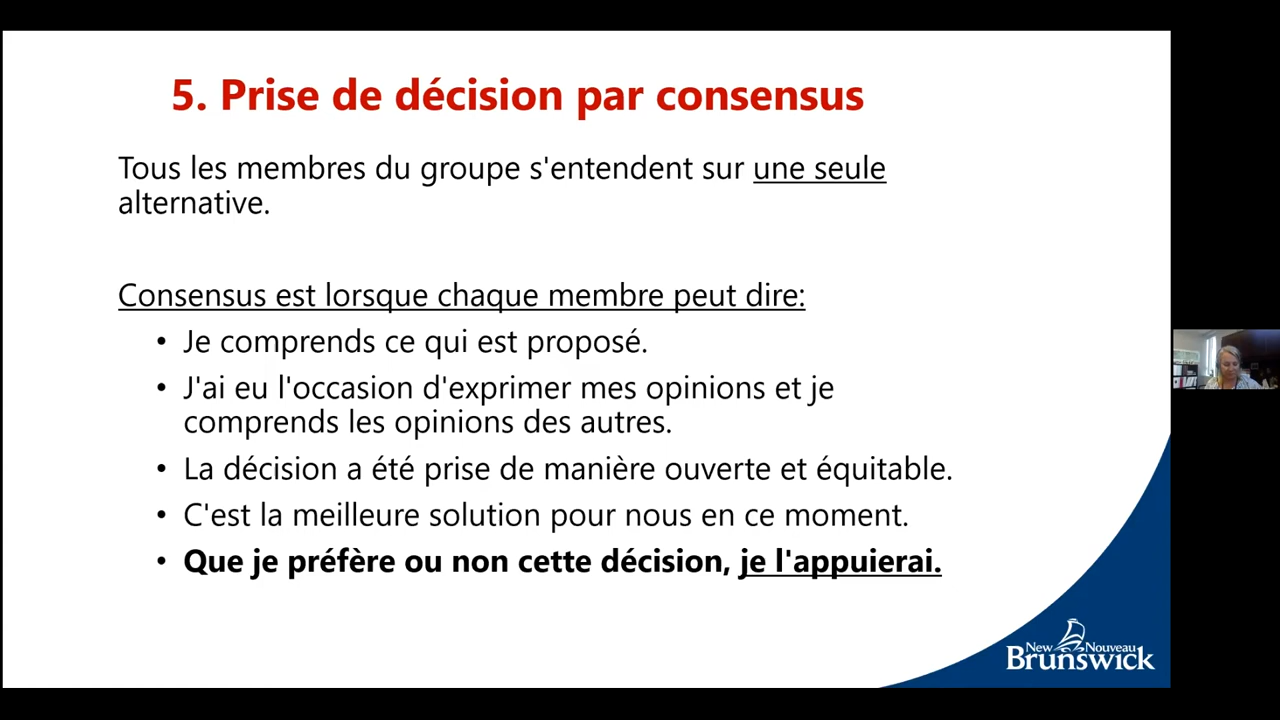 5. Prise de décision par consensus
Tous les membres du groupe s'entendent sur une seule
alternative.
Consensus est lorsque chaque membre peut dire:
• Je comprends ce qui est proposé.
• J'ai eu l'occasion d'exprimer mes opinions et je
comprends les opinions des autres.
• La décision a été prise de manière ouverte et équitable.
• C'est la meilleure solution pour nous en ce moment.
• Que je préfère ou non cette décision, je l'appuierai.
New Nouveau
Brunswick